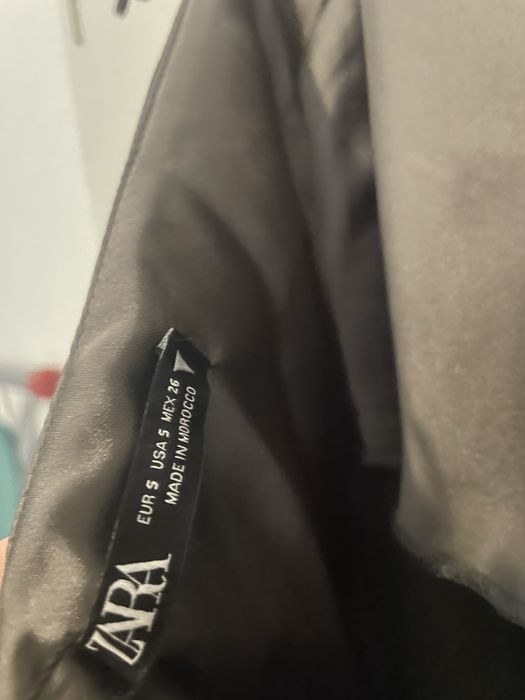 ZARA
EUR S USA S MEX 26
MADE IN MOROCCO